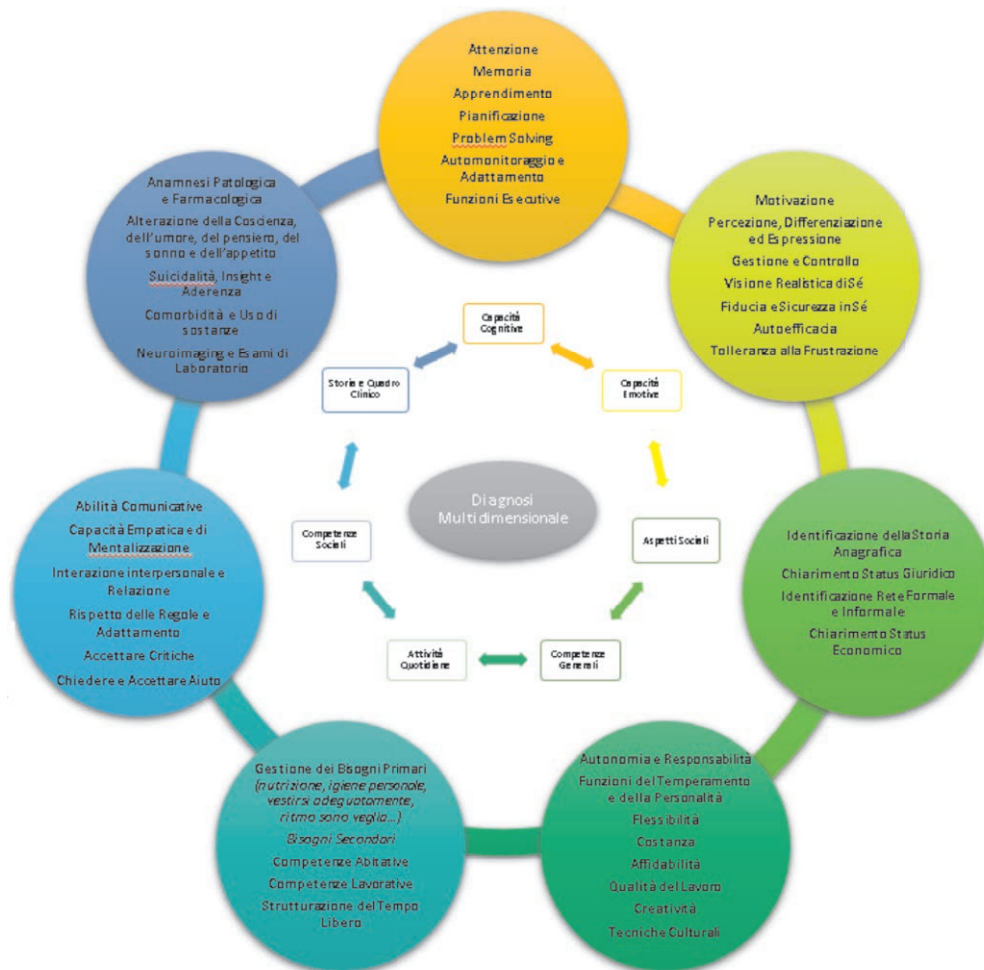 Attenzione
Memoria
Apprendimento
Pianificazione
Problem Solving
Automonitoraggio e
Adattamento
Funzioni Esecutive
Motivazione
Percezione, Differenziazione
ed Espressione
Gestione e Controllo
Visione Realistica di Sé
Fiducia e Sicurezza in Sé
Autoefficacia
Tolleranza alla Frustrazione
Identificazione della Storia
Anagrafica
Chiarimento Status Giuridico
Identificazione Rete Formale
e Informale
Chiarimento Status
Economico
Autonomia e Responsabilità
Funzioni del Temperamento
e della Personalità
Flessibilità
Costanza
Affidabilità
Qualità del Lavoro
Creatività
Tecniche Culturali
Gestione dei Bisogni Primari
(nutrizione, igiene personale,
vestirsi adeguatamente,
ritmo sono veglia...)
Bisogni Secondari
Competenze Abitative
Competenze Lavorative
Strutturazione del Tempo
Libero
Abilità Comunicative
Capacità Empatica e di
Mentalizzazione
Interazione interpersonale e
Relazione
Rispetto delle Regole e
Adattamento
Accettare Critiche
Chiedere e Accettare Aiuto
Anamnesi Patologica
e Farmacologica
Alterazione della Coscienza,
dell'umore, del pensiero, del
sonno e dell'appetito
Suicidalità, Insight e
Aderenza
Comorbidità e Uso di
sostanze
Neuroimaging e Esami di
Laboratorio
Capacità
Cognitive
Capacità
Emotive
Aspetti Sociali
Competenze
Generali
Attività
Quotidiane
Competenze
Sociali
Storia e Quadro
Clinico
Diagnosi
Multidimensionale